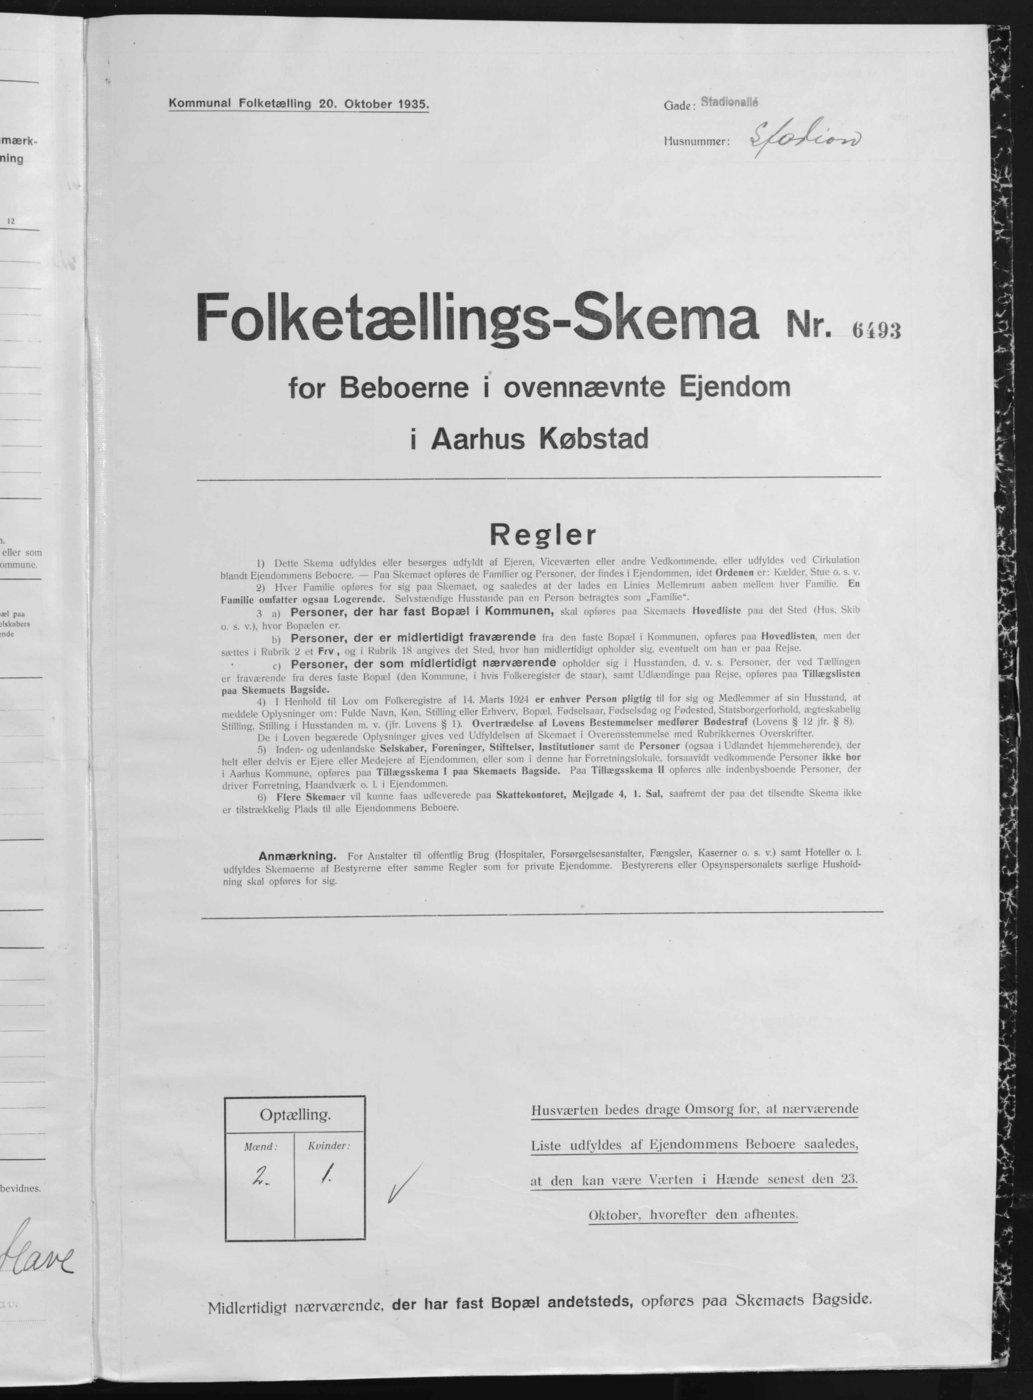 Kommunal Folketælling 20. Oktober 1935.
Gade: Stadionallé
Husnummer: Stadion
Folketællings-Skema Nr. 6493
for Beboerne i ovennævnte Ejendom
i Aarhus Købstad
Regler
1) Dette Skema udfyldes eller besørges udfyldt af Ejeren, Viceværten eller andre Vedkommende, eller udfyldes ved Cirkulation
blandt Ejendommens Beboere. — Paa Skemaet opføres de Familier og Personer, der findes i Ejendommen, idet Ordenen er: Kælder, Stue o. s. v.
2) Hver Familie opføres for sig paa Skemaet, og saaledes at der lades en Linies Mellemrum aaben mellem hver Familie. En
Familie omfatter ogsaa Logerende. Selvstændige Husstande paa en Person betragtes som „Familie“.
3 a) Personer, der har fast Bopæl i Kommunen, skal opføres paa Skemaets Hovedliste paa det Sted (Hus, Skib
o. s. v.), hvor Bopælen er.
b) Personer, der er midlertidigt fraværende fra den faste Bopæl i Kommunen, opføres paa Hovedlisten, men der
sættes i Rubrik 2 et Frv., og i Rubrik 18 angives det Sted, hvor han midlertidigt opholder sig, eventuelt om han er paa Rejse.
c) Personer, der som midlertidigt nærværende opholder sig i Husstanden, d. v. s. Personer, der ved Tællingen
er fraværende fra deres faste Bopæl (den Kommune, i hvis Folkeregister de staar), samt Udlændinge paa Rejse, opføres paa Tillægslisten
paa Skemaets Bagside.
4) I Henhold til Lov om Folkeregistre af 14. Marts 1924 er enhver Person pligtig til for sig og Medlemmer af sin Husstand, at
meddele Oplysninger om: Fulde Navn, Køn, Stilling eller Erhverv, Bopæl, Fødselsaar, Fødselsdag og Fødested, Statsborgerforhold, ægteskabelig
Stilling, Stilling i Husstanden m. v. (jfr. Lovens § 1). Overtrædelse af Lovens Bestemmelser medfører Bødestraf (Lovens § 12 jfr. § 8).
De i Loven begærede Oplysninger gives ved Udfyldelsen af Skemaet i Overensstemmelse med Rubrikkernes Overskrifter.
5) Inden- og udenlandske Selskaber, Foreninger, Stiftelser, Institutioner samt de Personer (ogsaa i Udlandet hjemmehørende), der
helt eller delvis er Ejere eller Medejere af Ejendommen, eller som i denne har Forretningslokale, forsaavidt vedkommende Personer ikke bor
i Aarhus Kommune, opføres paa Tillægsskema I paa Skemaets Bagside. Paa Tillægsskema II opføres alle indenbysboende Personer, der
driver Forretning, Haandværk o. l. i Ejendommen.
6) Flere Skemaer vil kunne faas udleverede paa Skattekontoret, Mejlgade 4, 1. Sal, saafremt der paa det tilsendte Skema ikke
er tilstrækkelig Plads til alle Ejendommens Beboere.
Anmærkning. For Anstalter til offentlig Brug (Hospitaler, Forsørgelsesanstalter, Fængsler, Kaserner o. s. v.) samt Hoteller o. l.
udfyldes Skemaerne af Bestyrerne efter samme Regler som for private Ejendomme. Bestyrerens eller Opsynspersonalets særlige Hushold-
ning skal opføres for sig.
Optælling.
Mænd: Kvinder:
2. 1.
Husværten bedes drage Omsorg for, at nærværende
Liste udfyldes af Ejendommens Beboere saaledes,
at den kan være Værten i Hænde senest den 23.
Oktober, hvorefter den afhentes.
Midlertidigt nærværende, der har fast Bopæl andetsteds, opføres paa Skemaets Bagside.
mærk-
ning
12
eller som
ommune.
æl paa
elskabers
ende
bevidnes.
Have